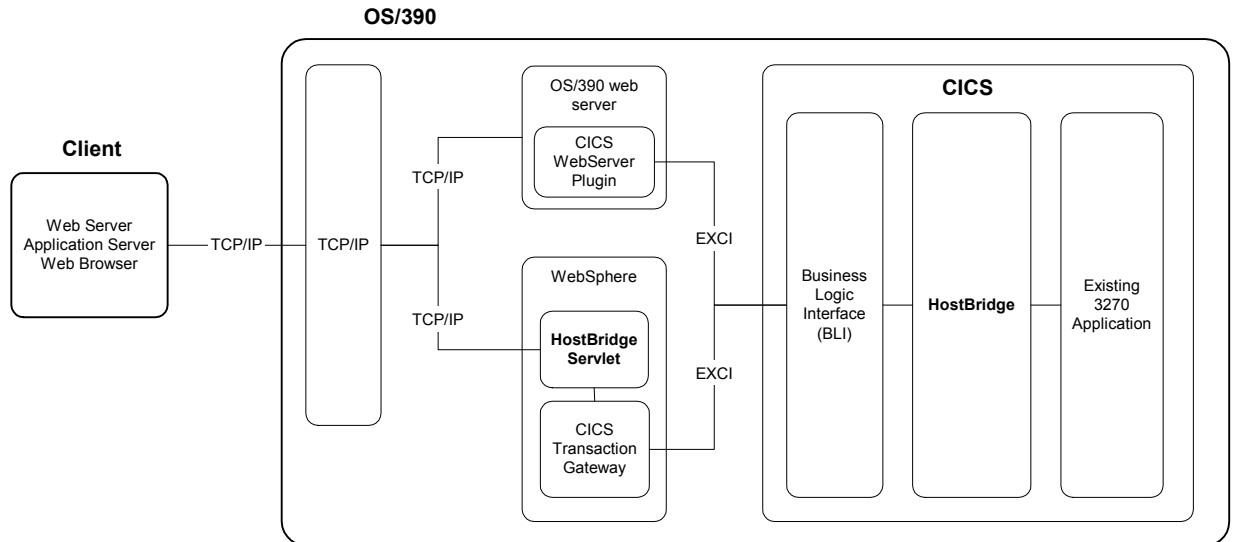 OS/390
Client
Web Server
Application Server
Web Browser
TCP/IP
TCP/IP
TCP/IP
OS/390 web
server
CICS
WebServer
Plugin
TCP/IP
WebSphere
HostBridge
Servlet
CICS
Transaction
Gateway
EXCI
EXCI
CICS
Business
Logic
Interface
(BLI)
HostBridge
Existing
3270
Application